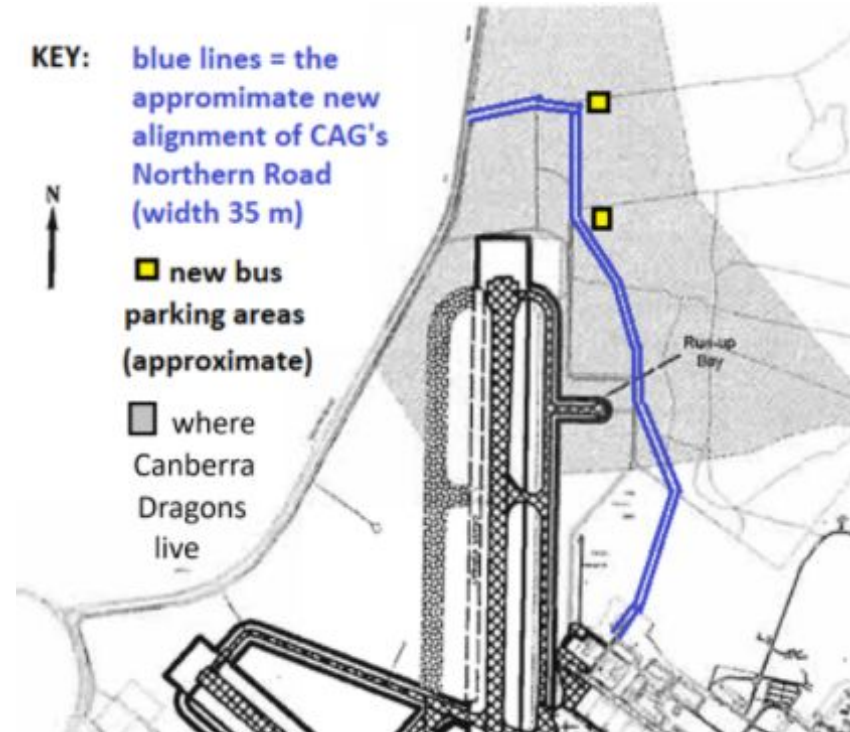 KEY:
blue lines = the
appromimate new
alignment of CAG's
Northern Road
(width 35 m)
N
new bus
parking areas
(approximate)
where
Canberra
Dragons
live
Run-up
Bay